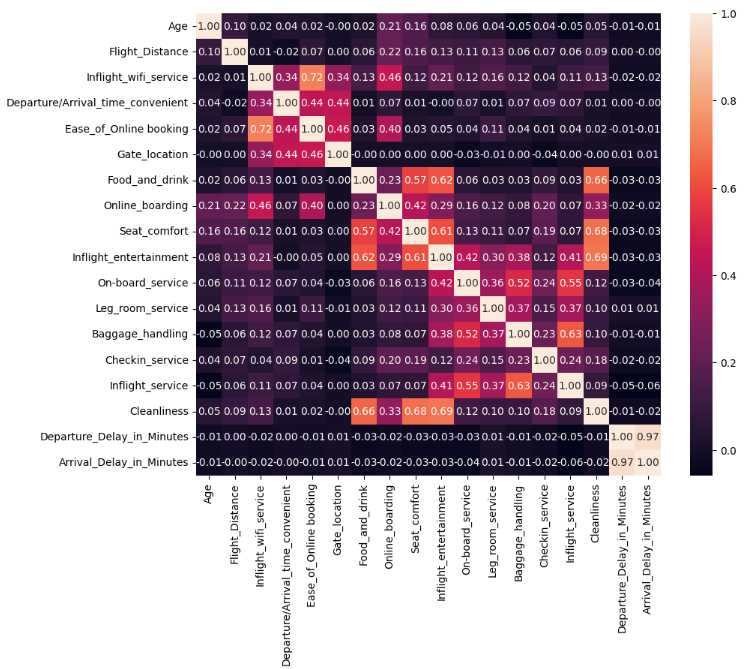 Age 1.00 0.10 0.02 0.04 0.02 -0.00 0.02 0.21 0.16 0.08 0.06 0.04 -0.05 0.04 -0.05 0.05 -0.01 -0.01
Flight_Distance 0.10 1.00 0.01 -0.02 0.07 0.00 0.06 0.22 0.16 0.13 0.11 0.13 0.06 0.07 0.06 0.09 0.00 -0.00
Inflight_wifi_service 0.02 0.01 1.00 0.34 0.72 0.34 0.13 0.46 0.12 0.21 0.12 0.16 0.12 0.04 0.11 0.13 -0.02 -0.02
Departure/Arrival_time_convenient 0.04 -0.02 0.34 1.00 0.44 0.44 0.01 0.07 0.01 -0.00 0.07 0.01 0.07 0.09 0.07 0.01 0.00 -0.00
Ease_of_Online booking 0.02 0.07 0.72 0.44 1.00 0.46 0.03 0.40 0.03 0.05 0.04 0.11 0.04 0.01 0.04 0.02 -0.01 -0.01
Gate_location -0.00 0.00 0.34 0.44 0.46 1.00 -0.00 0.00 0.00 0.00 -0.03 -0.01 0.00 -0.04 0.00 -0.00 0.01 0.01
Food_and_drink 0.02 0.06 0.13 0.01 0.03 -0.00 1.00 0.23 0.57 0.62 0.06 0.03 0.03 0.09 0.03 0.66 -0.03 -0.03
Online_boarding 0.21 0.22 0.46 0.07 0.40 0.00 0.23 1.00 0.42 0.29 0.16 0.12 0.08 0.20 0.07 0.33 -0.02 -0.02
Seat_comfort 0.16 0.16 0.12 0.01 0.03 0.00 0.57 0.42 1.00 0.61 0.13 0.11 0.07 0.19 0.07 0.68 -0.03 -0.03
Inflight_entertainment 0.08 0.13 0.21 -0.00 0.05 0.00 0.62 0.29 0.61 1.00 0.42 0.30 0.38 0.12 0.41 0.69 -0.03 -0.03
On-board_service 0.06 0.11 0.12 0.07 0.04 -0.03 0.06 0.16 0.13 0.42 1.00 0.36 0.52 0.24 0.55 0.12 -0.03 -0.04
Leg_room_service 0.04 0.13 0.16 0.01 0.11 -0.01 0.03 0.12 0.11 0.30 0.36 1.00 0.37 0.15 0.37 0.10 0.01 0.01
Baggage_handling -0.05 0.06 0.12 0.07 0.04 0.00 0.03 0.08 0.07 0.38 0.52 0.37 1.00 0.23 0.63 0.10 -0.01 -0.01
Checkin_service 0.04 0.07 0.04 0.09 0.01 -0.04 0.09 0.20 0.19 0.12 0.24 0.15 0.23 1.00 0.24 0.18 -0.02 -0.02
Inflight_service -0.05 0.06 0.11 0.07 0.04 0.00 0.03 0.07 0.07 0.41 0.55 0.37 0.63 0.24 1.00 0.09 -0.05 -0.06
Cleanliness 0.05 0.09 0.13 0.01 0.02 -0.00 0.66 0.33 0.68 0.69 0.12 0.10 0.10 0.18 0.09 1.00 -0.01 -0.02
Departure_Delay_in_Minutes -0.01 0.00 -0.02 0.00 -0.01 0.01 -0.03 -0.02 -0.03 -0.03 -0.03 0.01 -0.01 -0.02 -0.05 -0.01 1.00 0.97
Arrival_Delay_in_Minutes -0.01 -0.00 -0.02 -0.00 -0.01 0.01 -0.03 -0.02 -0.03 -0.03 -0.04 0.01 -0.01 -0.02 -0.06 -0.02 0.97 1.00
Age
Flight_Distance
Inflight_wifi_service
Departure/Arrival_time_convenient
Ease_of_Online booking
Gate_location
Food_and_drink
Online_boarding
Seat_comfort
Inflight_entertainment
On-board_service
Leg_room_service
Baggage_handling
Checkin_service
Inflight_service
Cleanliness
Departure_Delay_in_Minutes
Arrival_Delay_in_Minutes
1.0
0.8
0.6
0.4
0.2
0.0